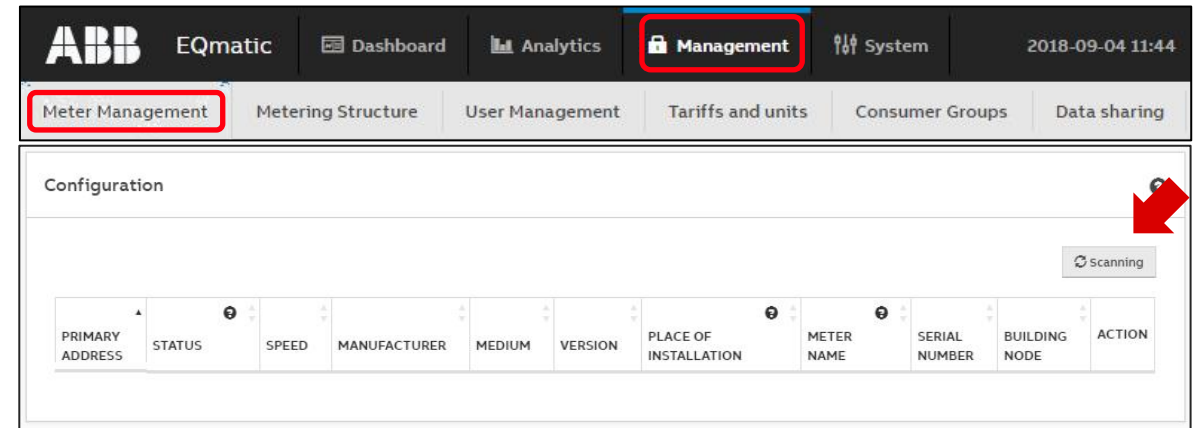 ABB EQmatic Dashboard Analytics Management System 2018-09-04 11:44
Meter Management Metering Structure User Management Tariffs and units Consumer Groups Data sharing
Configuration
Scanning
PRIMARY ADDRESS STATUS SPEED MANUFACTURER MEDIUM VERSION PLACE OF INSTALLATION METER NAME SERIAL NUMBER BUILDING NODE ACTION